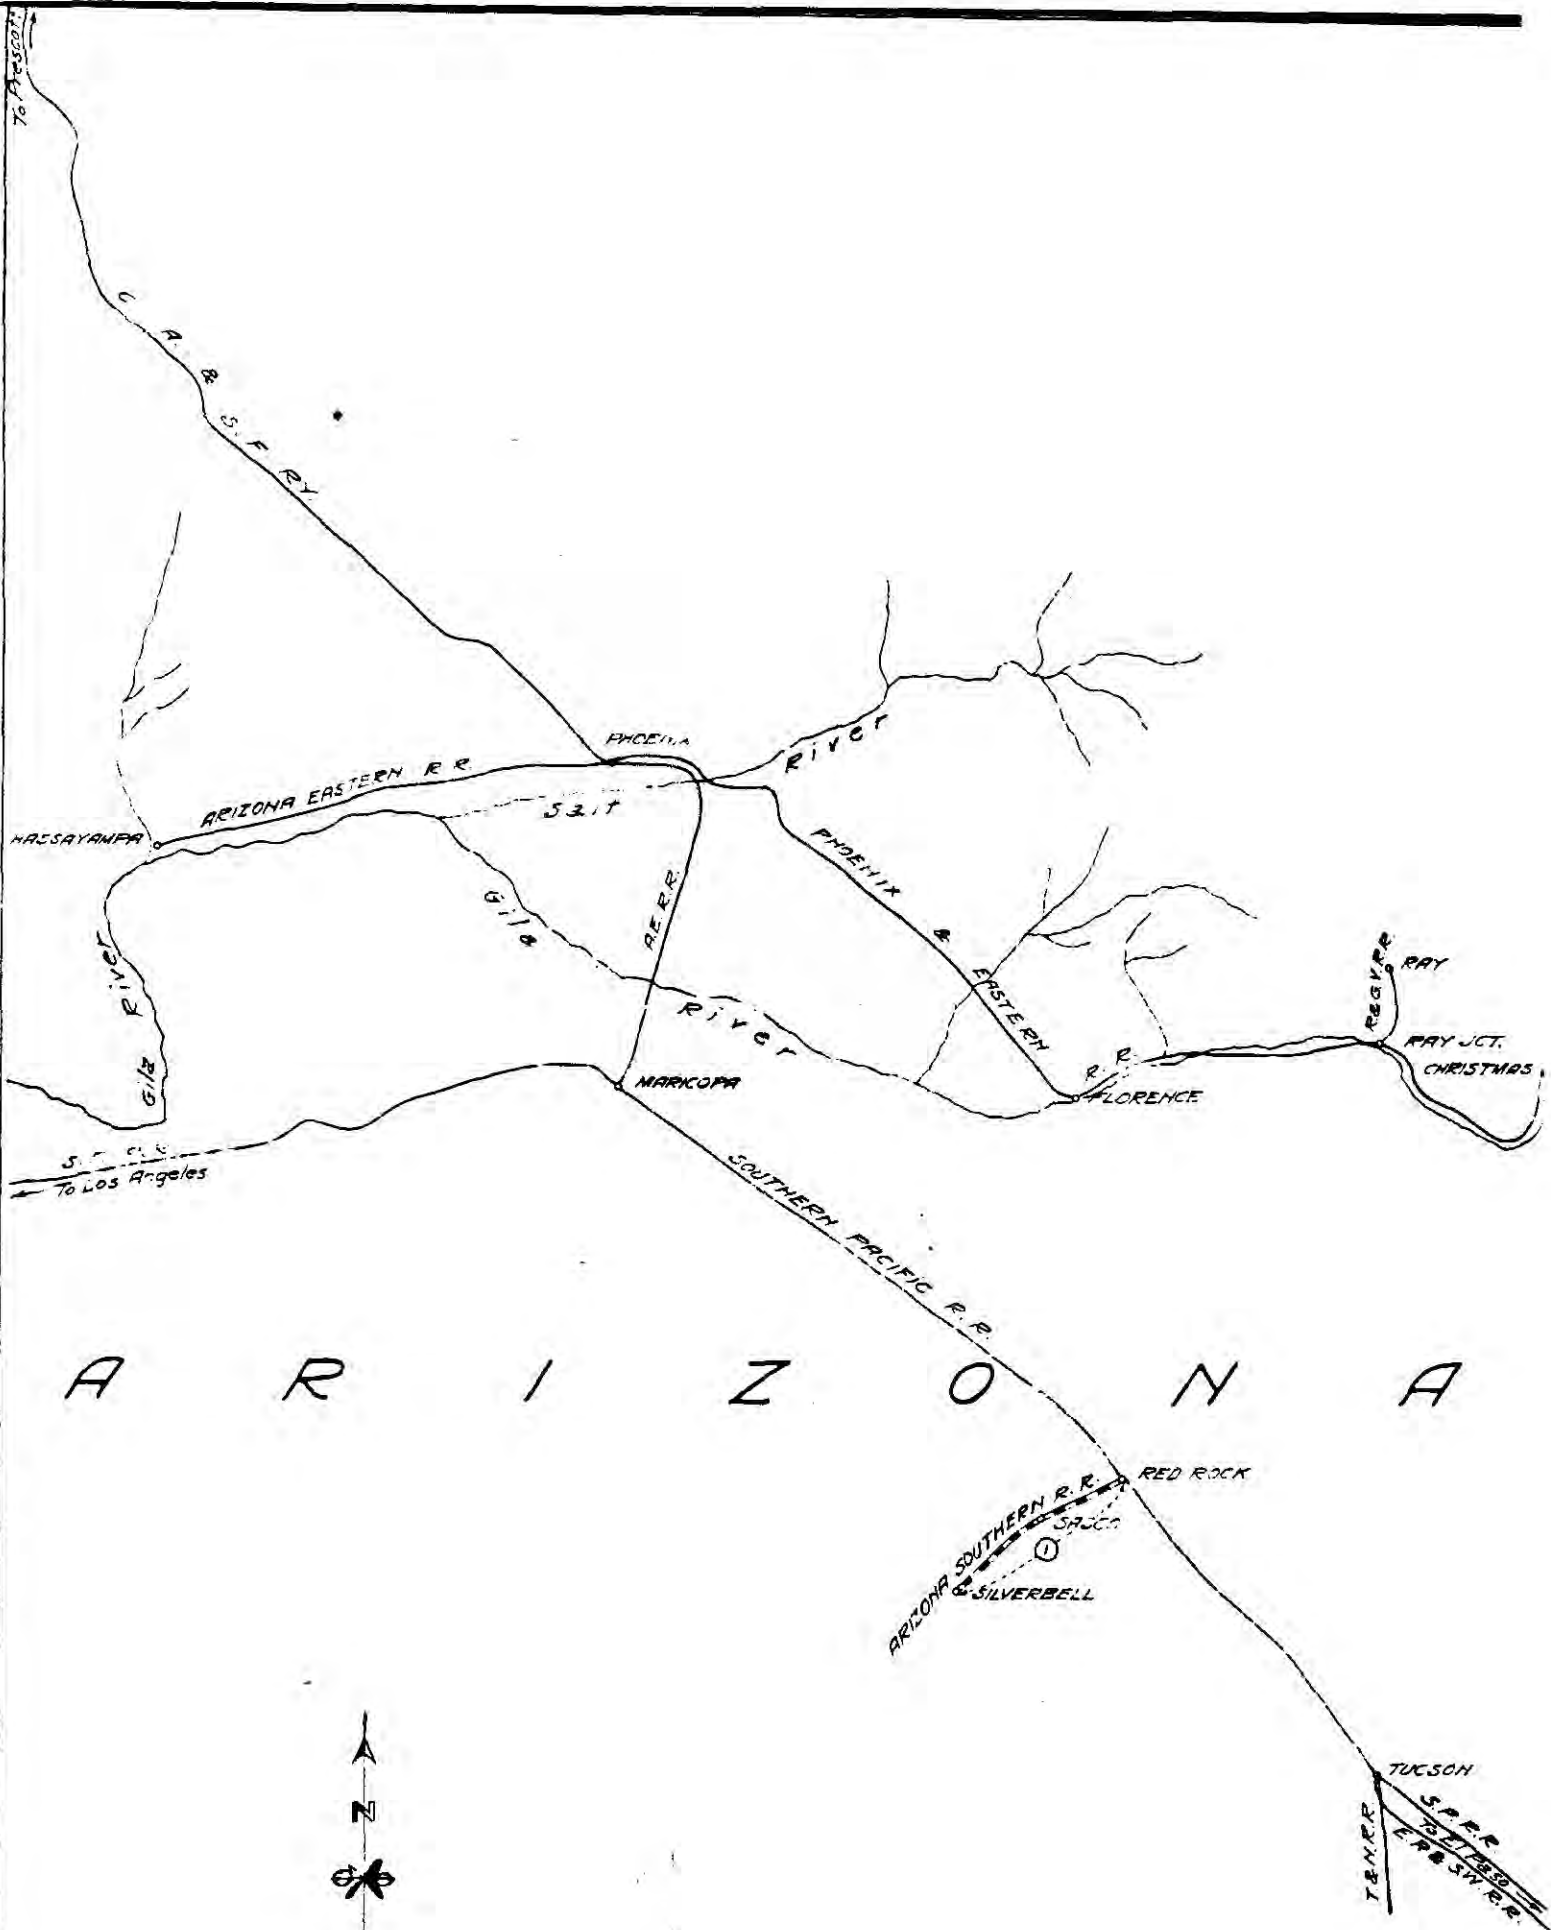 To Prescott
C A. & S. F RY.
PHOENIX
River
ARIZONA EASTERN R R.
Salt
HASSAYAMPA
PHOENIX & EASTERN R. R.
Gila River
A.E.R.R.
Gila River
R&G.V.R.R.
RAY
RAY JCT.
CHRISTMAS
MARICOPA
FLORENCE
To Los Angeles
SOUTHERN PACIFIC R.R.
A R I Z O N A
RED ROCK
ARIZONA SOUTHERN R. R.
SASCO
1
SILVERBELL
N
TUCSON
S.P.R.R
To El Paso
E.P.& S.W.R.R.
T.& N.R.R